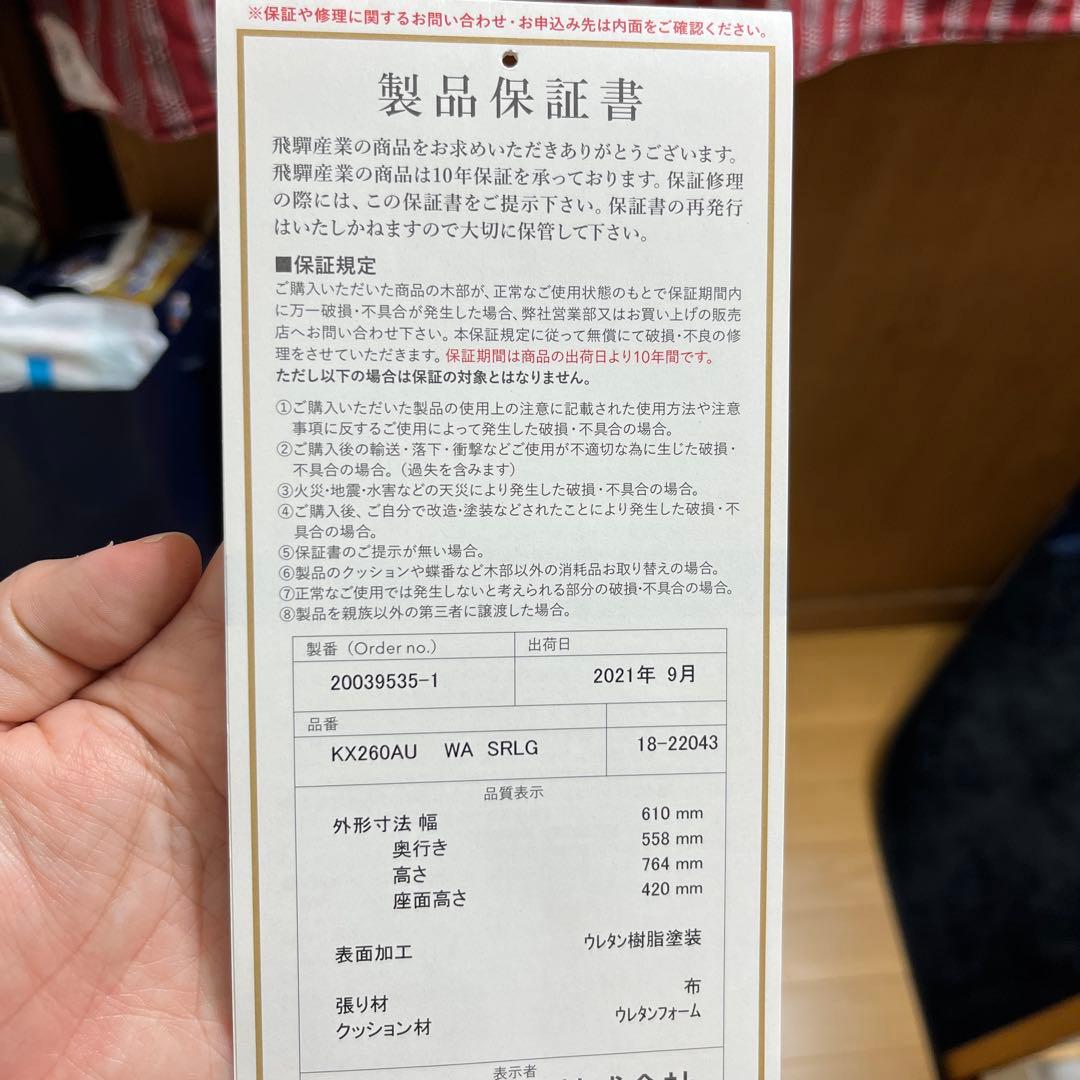 ※保証や修理に関するお問い合わせ・お申込み先は内面をご確認ください。
製品保証書
飛驒産業の商品をお求めいただきありがとうございます。
飛驒産業の商品は10年保証を承っております。保証修理
の際には、この保証書をご提示下さい。保証書の再発行
はいたしかねますので大切に保管して下さい。
■保証規定
ご購入いただいた商品の木部が、正常なご使用状態のもとで保証期間内
に万一破損・不具合が発生した場合、弊社営業部又はお買い上げの販売
店へお問い合わせ下さい。本保証規定に従って無償にて破損・不良の修
理をさせていただきます。保証期間は商品の出荷日より10年間です。
ただし以下の場合は保証の対象とはなりません。
①ご購入いただいた製品の使用上の注意に記載された使用方法や注意
事項に反するご使用によって発生した破損・不具合の場合。
②ご購入後の輸送・落下・衝撃などご使用が不適切な為に生じた破損・
不具合の場合。（過失を含みます）
③火災・地震・水害などの天災により発生した破損・不具合の場合。
④ご購入後、ご自分で改造・塗装などされたことにより発生した破損・不
具合の場合。
⑤保証書のご提示が無い場合。
⑥製品のクッションや蝶番など木部以外の消耗品お取り替えの場合。
⑦正常なご使用では発生しないと考えられる部分の破損・不具合の場合。
⑧製品を親族以外の第三者に譲渡した場合。
製番（Order no.） 出荷日
20039535-1 2021年 9月
品番
KX260AU WA SRLG 18-22043
品質表示
外形寸法 幅 610 mm
奥行き 558 mm
高さ 764 mm
座面高さ 420 mm
表面加工 ウレタン樹脂塗装
張り材 布
クッション材 ウレタンフォーム
表示者